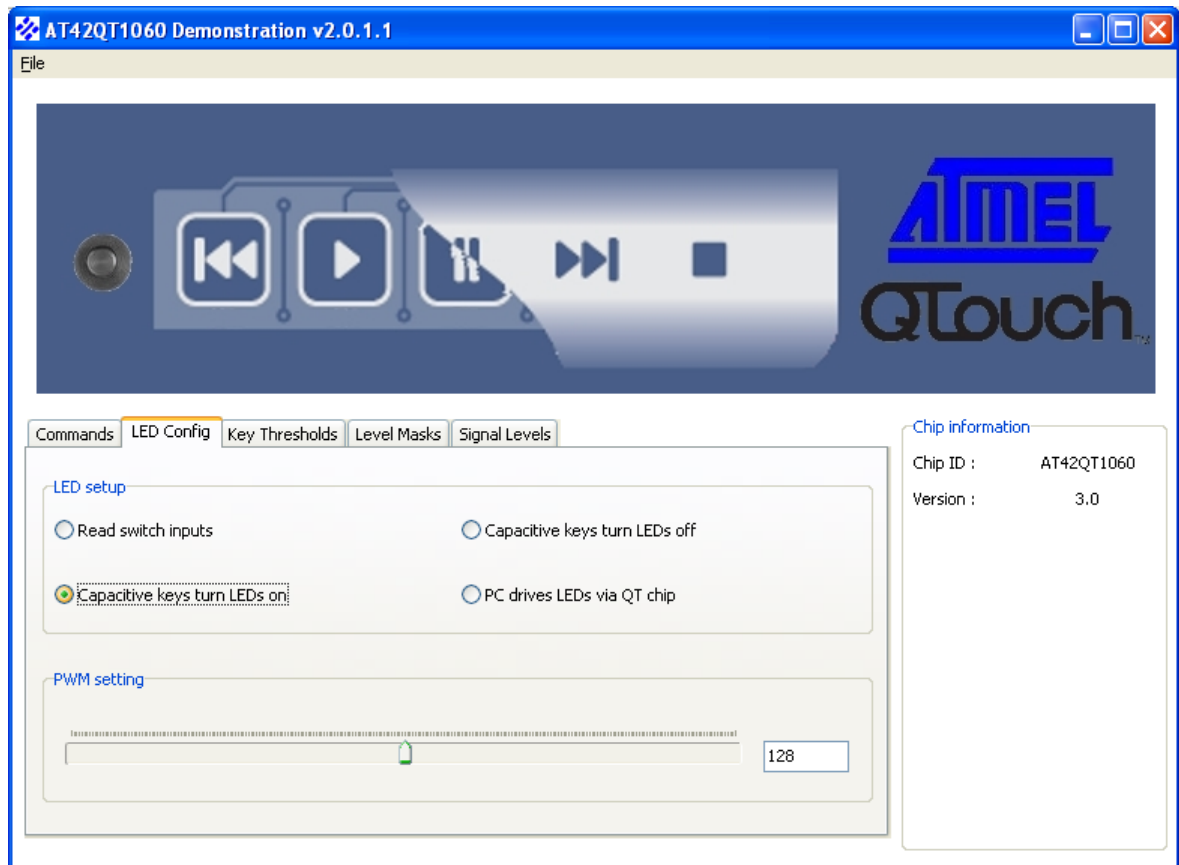 AT42QT1060 Demonstration v2.0.1.1
File
ATMEL
QTouch™
Commands LED Config Key Thresholds Level Masks Signal Levels
LED setup
Read switch inputs Capacitive keys turn LEDs off
Capacitive keys turn LEDs on PC drives LEDs via QT chip
PWM setting
128
Chip information
Chip ID : AT42QT1060
Version : 3.0